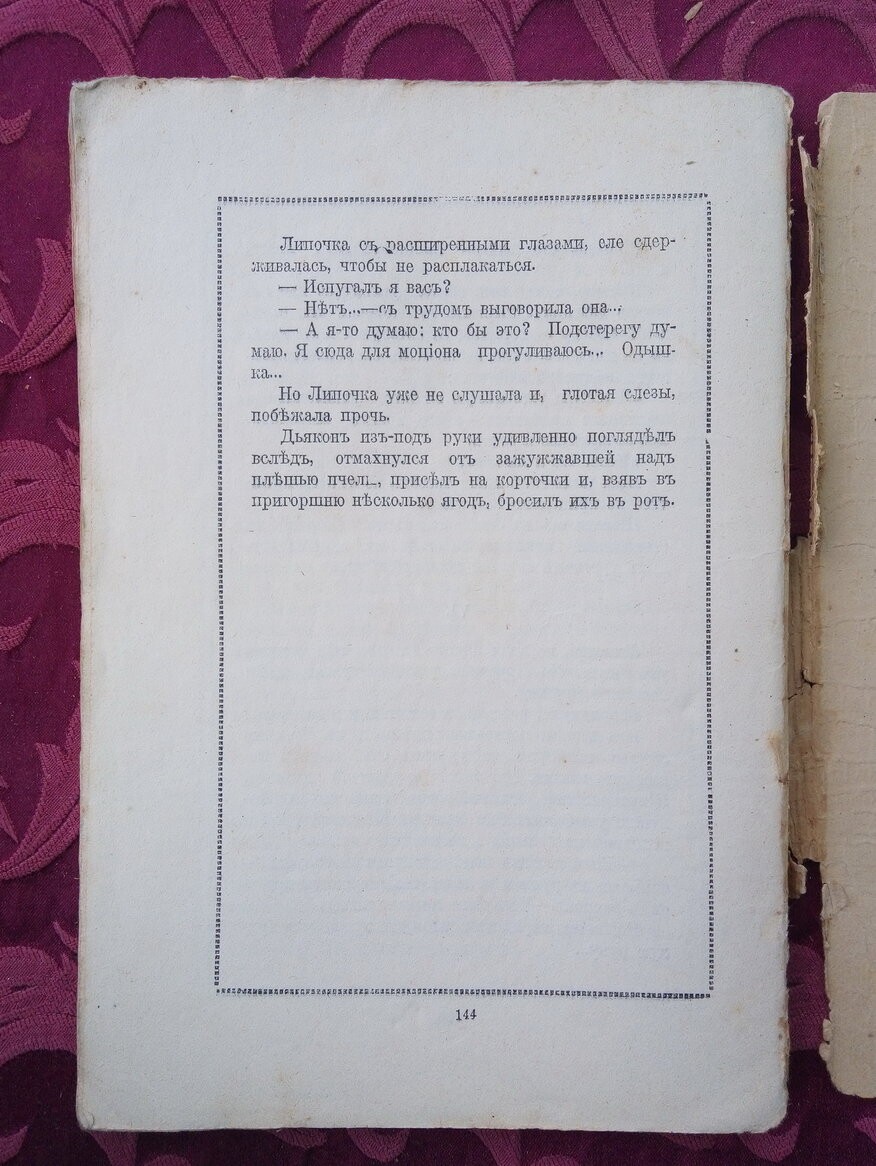 Липочка съ расширенными глазами, еле сдер-
живалась, чтобы не расплакаться.
— Испугалъ я васъ?
— Нѣтъ...—съ трудомъ выговорила она...
— А я-то думаю: кто бы это? Подстерегу ду-
маю. Я сюда для моціона прогуливаюсь... Одыш-
ка...
Но Липочка уже не слушала и, глотая слезы,
побѣжала прочь.
Дьяконъ изъ-подъ руки удивленно поглядѣлъ
вслѣдъ, отмахнулся отъ зажужжавшей надъ
плѣшью пчелы, присѣлъ на корточки и, взявъ въ
пригоршню нѣсколько ягодъ, бросилъ ихъ въ ротъ.
144